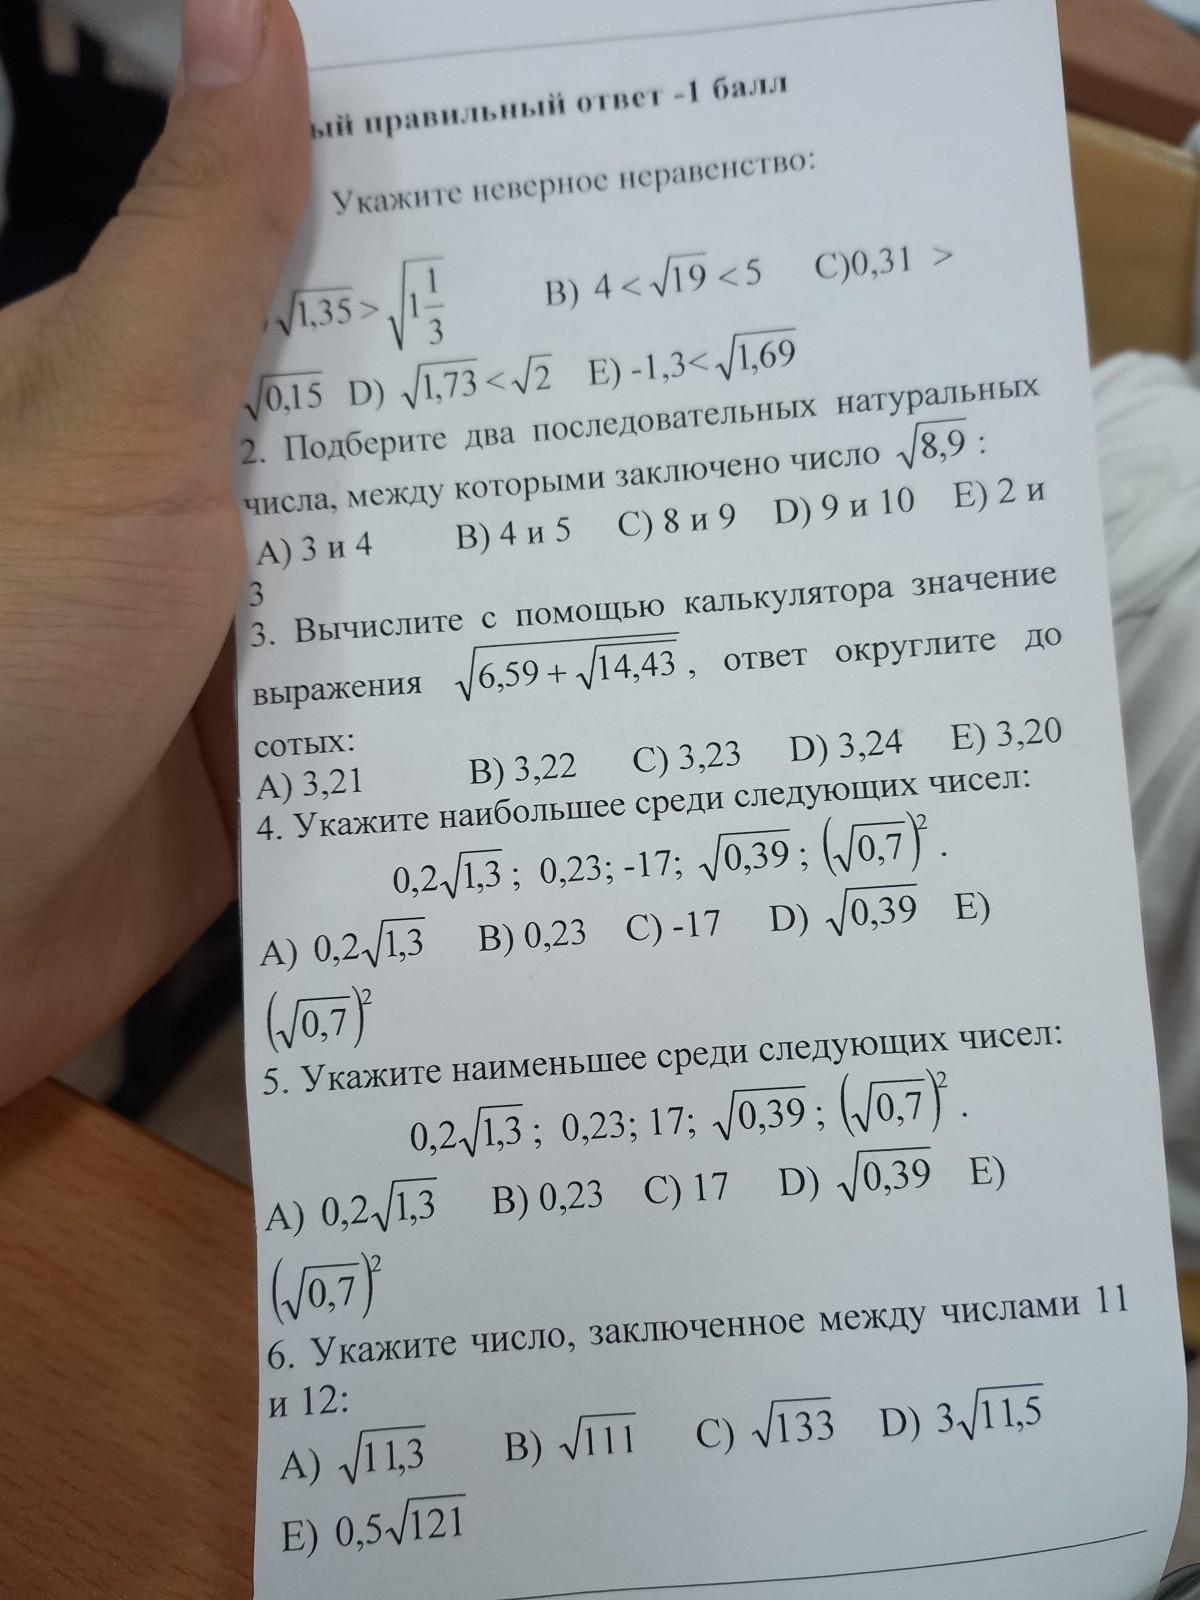 правильный ответ -1 балл
Укажите неверное неравенство:
√1,35 > √1 1/3 B) 4 < √19 < 5 C)0,31 >
√0,15 D) √1,73 < √2 E) -1,3< √1,69
2. Подберите два последовательных натуральных
числа, между которыми заключено число √8,9 :
A) 3 и 4 B) 4 и 5 C) 8 и 9 D) 9 и 10 E) 2 и
3
3. Вычислите с помощью калькулятора значение
выражения √(6,59 + √14,43) , ответ округлите до
сотых:
A) 3,21 B) 3,22 C) 3,23 D) 3,24 E) 3,20
4. Укажите наибольшее среди следующих чисел:
0,2√1,3 ; 0,23; -17; √0,39 ; (√0,7)² .
A) 0,2√1,3 B) 0,23 C) -17 D) √0,39 E)
(√0,7)²
5. Укажите наименьшее среди следующих чисел:
0,2√1,3 ; 0,23; 17; √0,39 ; (√0,7)² .
A) 0,2√1,3 B) 0,23 C) 17 D) √0,39 E)
(√0,7)²
6. Укажите число, заключенное между числами 11
и 12:
A) √11,3 B) √111 C) √133 D) 3√11,5
E) 0,5√121